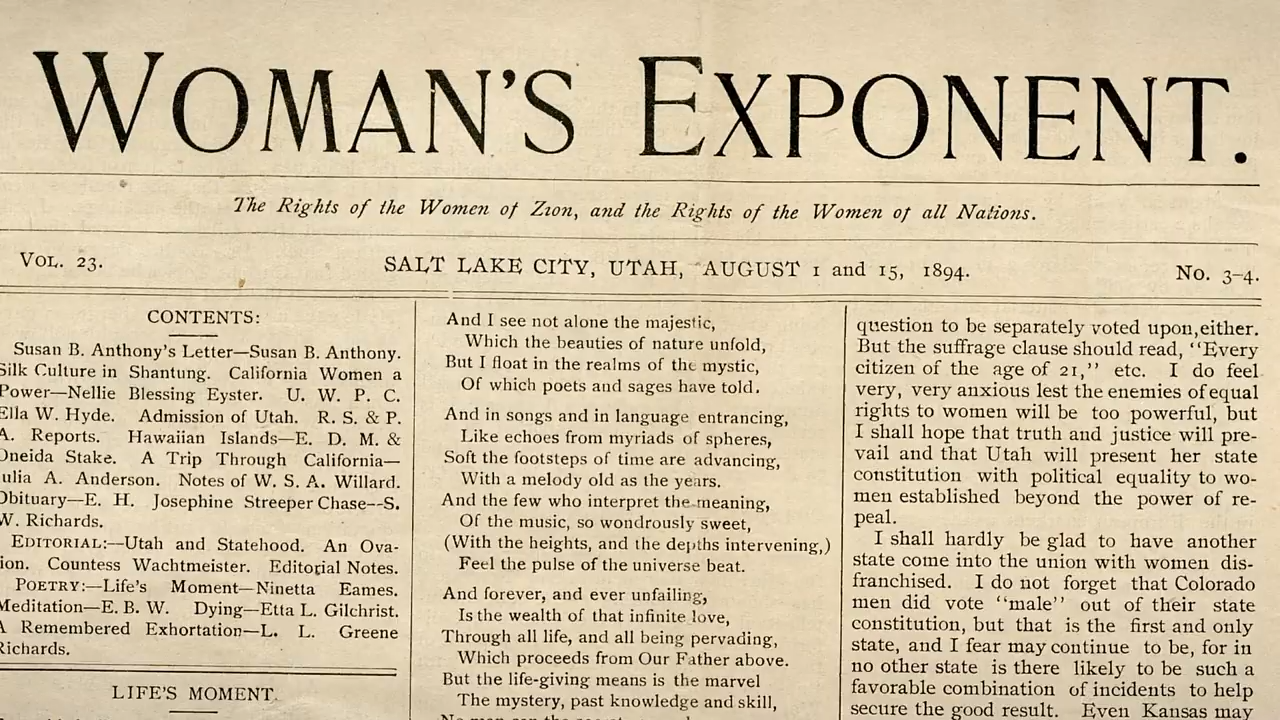 WOMAN'S EXPONENT.
The Rights of the Women of Zion, and the Rights of the Women of all Nations.
VOL. 23.
SALT LAKE CITY, UTAH, AUGUST 1 and 15, 1894.
No. 3-4.
CONTENTS:
Susan B. Anthony's Letter—Susan B. Anthony.
Silk Culture in Shantung. California Women a
Power—Nellie Blessing Eyster. U. W. P. C.
Ella W. Hyde. Admission of Utah. R. S. & P.
A. Reports. Hawaiian Islands—E. D. M. &
Oneida Stake. A Trip Through California—
ulia A. Anderson. Notes of W. S. A. Willard.
Obituary—E. H. Josephine Streeper Chase--S.
W. Richards.
EDITORIAL:—Utah and Statehood. An Ova-
ion. Countess Wachtmeister. Editorial Notes.
POETRY:—Life's Moment—Ninetta Eames.
Meditation—E. B. W. Dying—Etta L. Gilchrist.
A Remembered Exhortation—L. L. Greene
Richards.
LIFE'S MOMENT.
And I see not alone the majestic,
Which the beauties of nature unfold,
But I float in the realms of the mystic,
Of which poets and sages have told.
And in songs and in language entrancing,
Like echoes from myriads of spheres,
Soft the footsteps of time are advancing,
With a melody old as the years.
And the few who interpret the meaning,
Of the music, so wondrously sweet,
(With the heights, and the depths intervening,)
Feel the pulse of the universe beat.
And forever, and ever unfailing,
Is the wealth of that infinite love,
Through all life, and all being pervading,
Which proceeds from Our Father above.
But the life-giving means is the marvel
The mystery, past knowledge and skill,
question to be separately voted upon, either.
But the suffrage clause should read, "Every
citizen of the age of 21," etc. I do feel
very, very anxious lest the enemies of equal
rights to women will be too powerful, but
I shall hope that truth and justice will pre-
vail and that Utah will present her state
constitution with political equality to wo-
men established beyond the power of re-
peal.
I shall hardly be glad to have another
state come into the union with women dis-
franchised. I do not forget that Colorado
men did vote "male" out of their state
constitution, but that is the first and only
state, and I fear may continue to be, for in
no other state is there likely to be such a
favorable combination of incidents to help
secure the good result. Even Kansas may